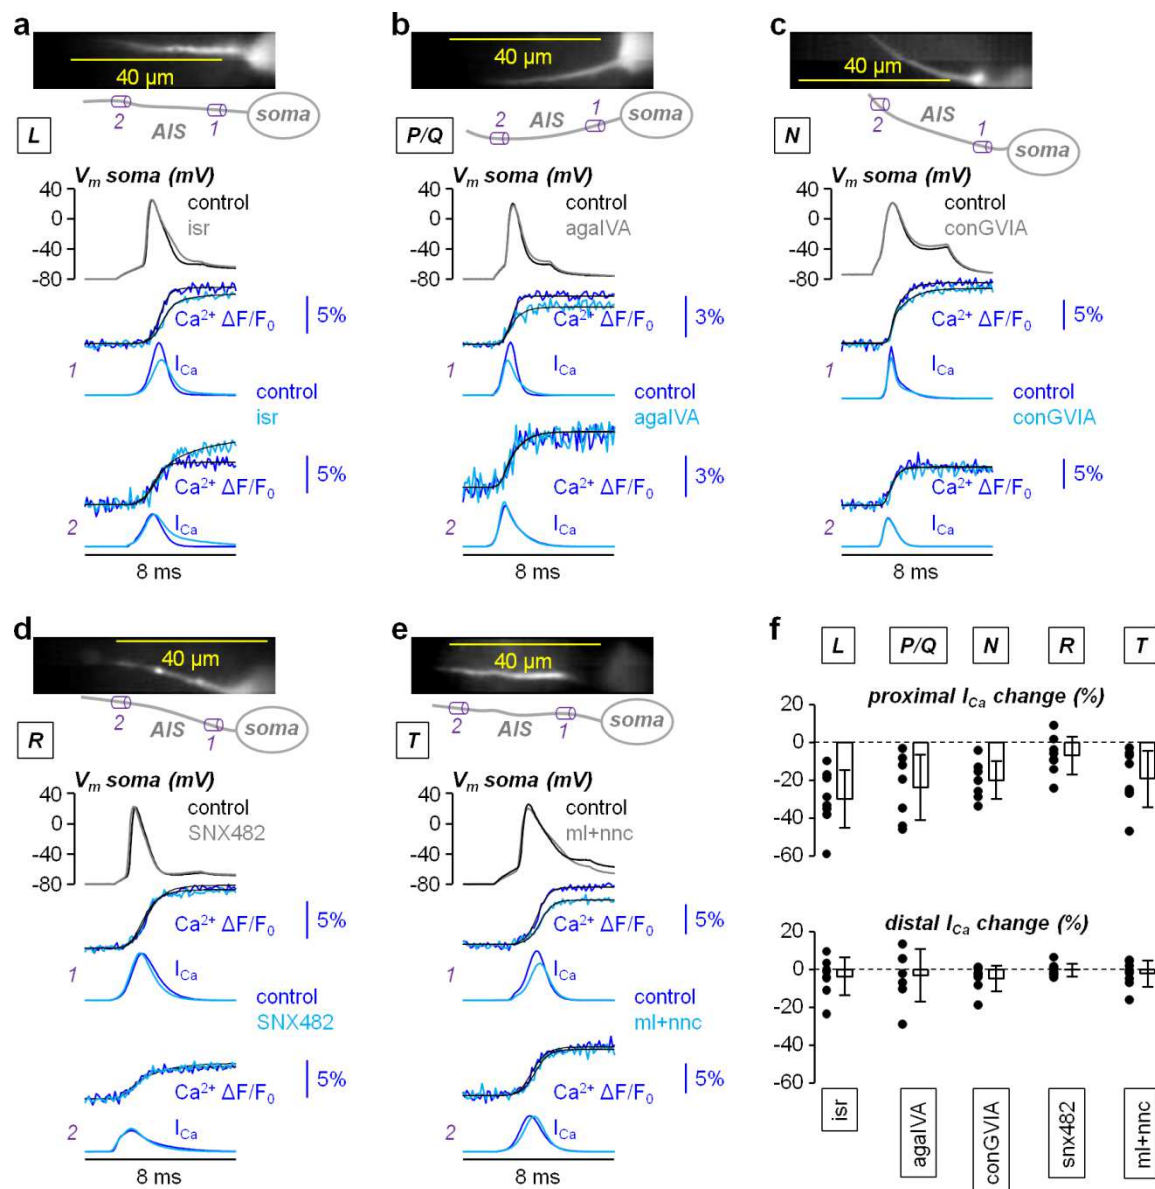 a
40 µm
2
AIS
1
soma
L
Vm soma (mV)
40
0
-40
-80
control
isr
Ca2+ ΔF/F0
5%
1
ICa
control
isr
Ca2+ ΔF/F0
5%
2
ICa
8 ms
b
40 µm
2
AIS
1
soma
P/Q
Vm soma (mV)
40
0
-40
-80
control
agaIVA
Ca2+ ΔF/F0
3%
1
ICa
control
agaIVA
Ca2+ ΔF/F0
3%
2
ICa
8 ms
c
40 µm
2
AIS
1
soma
N
Vm soma (mV)
40
0
-40
-80
control
conGVIA
Ca2+ ΔF/F0
5%
1
ICa
control
conGVIA
Ca2+ ΔF/F0
5%
2
ICa
8 ms
d
40 µm
2
AIS
1
soma
R
Vm soma (mV)
40
0
-40
-80
control
SNX482
Ca2+ ΔF/F0
5%
1
ICa
control
SNX482
Ca2+ ΔF/F0
5%
2
ICa
8 ms
e
40 µm
2
AIS
1
soma
T
Vm soma (mV)
40
0
-40
-80
control
ml+nnc
Ca2+ ΔF/F0
5%
1
ICa
control
ml+nnc
Ca2+ ΔF/F0
5%
2
ICa
8 ms
f
L P/Q N R T
proximal ICa change (%)
20
0
-20
-40
-60
distal ICa change (%)
20
0
-20
-40
-60
isr
agaIVA
conGVIA
snx482
ml+nnc